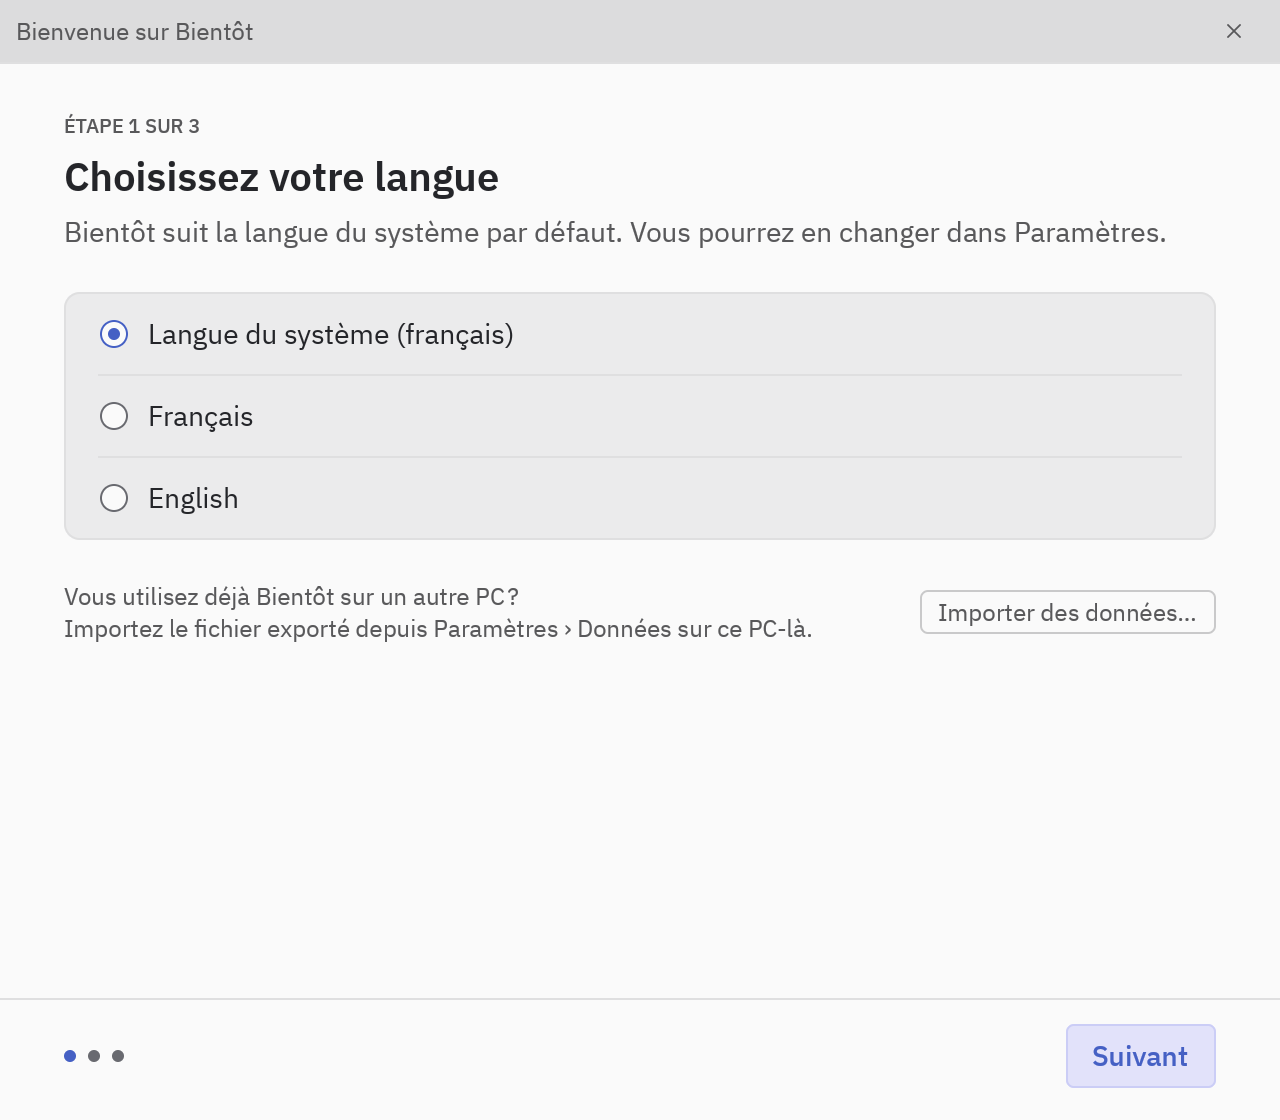 Bienvenue sur Bientôt
ÉTAPE 1 SUR 3
Choisissez votre langue
Bientôt suit la langue du système par défaut. Vous pourrez en changer dans Paramètres.
Langue du système (français)
Français
English
Vous utilisez déjà Bientôt sur un autre PC ?
Importez le fichier exporté depuis Paramètres › Données sur ce PC-là.
Importer des données…
Suivant